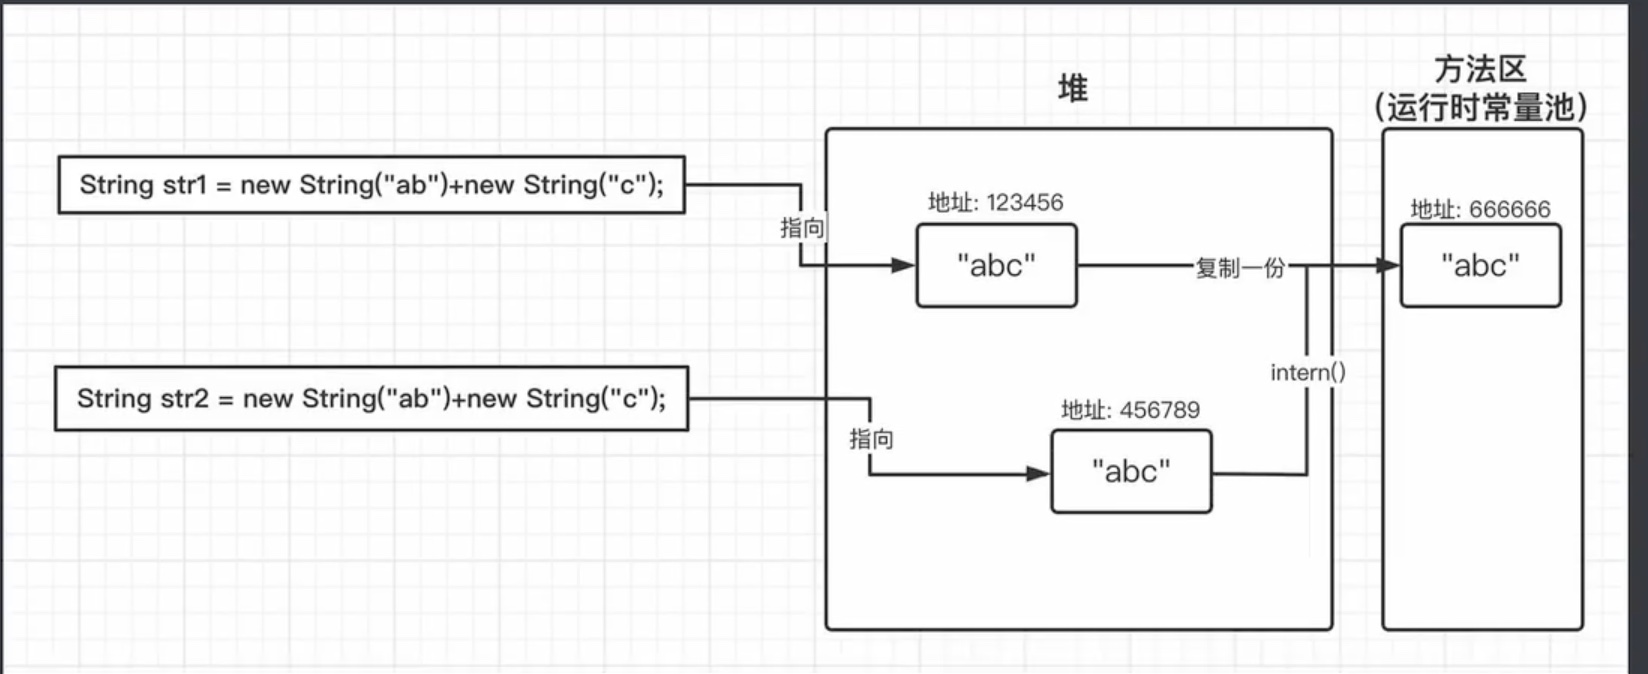 堆
方法区
（运行时常量池）
String str1 = new String("ab")+new String("c");
指向
地址: 123456
"abc"
复制一份
地址: 666666
"abc"
intern()
String str2 = new String("ab")+new String("c");
指向
地址: 456789
"abc"